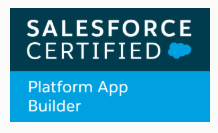 SALESFORCE
CERTIFIED
Platform App
Builder